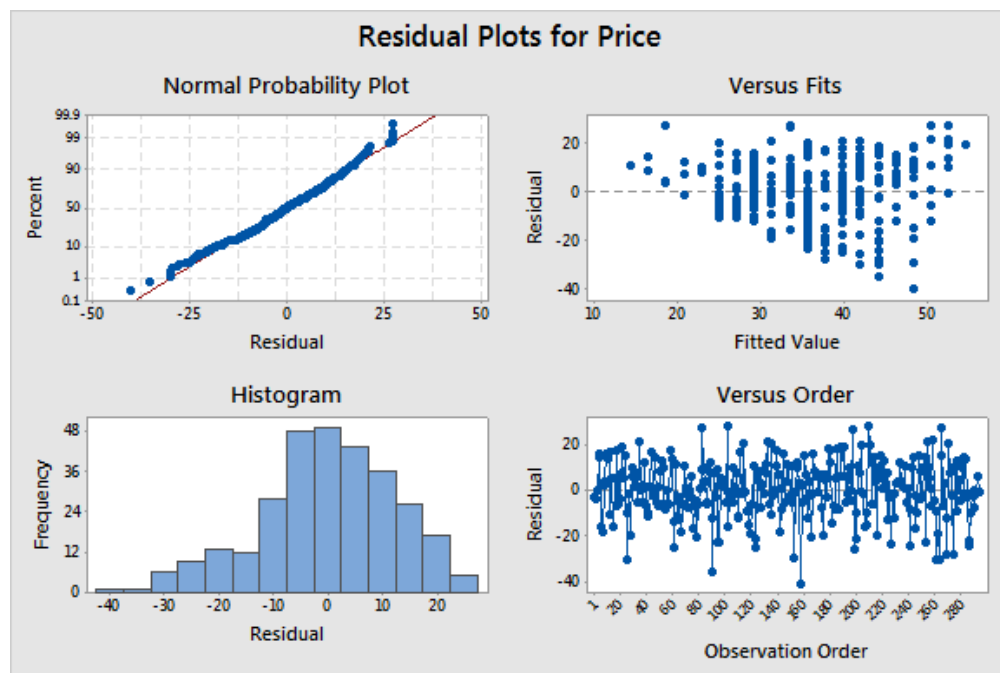 Residual Plots for Price
Normal Probability Plot
99.9
99
90
50
10
1
0.1
Percent
-50 -25 0 25 50
Residual
Versus Fits
20
0
-20
-40
Residual
10 20 30 40 50
Fitted Value
Histogram
48
36
24
12
0
Frequency
-40 -30 -20 -10 0 10 20
Residual
Versus Order
20
0
-20
-40
Residual
1 20 40 60 80 100 120 140 160 180 200 220 240 260 280
Observation Order